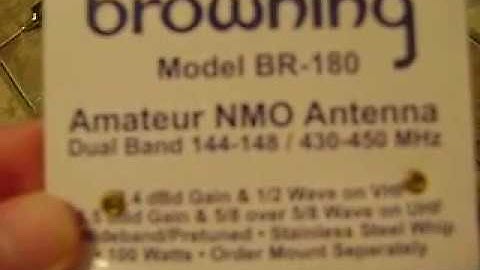 browning
Model BR-180
Amateur NMO Antenna
Dual Band 144-148 / 430-450 MHz
.4 dBd Gain & 1/2 Wave on VHF
Gain & 5/8 over 5/8 Wave on UHF
Stainless Steel Whip
• 100 Watts • Order Mount Separately